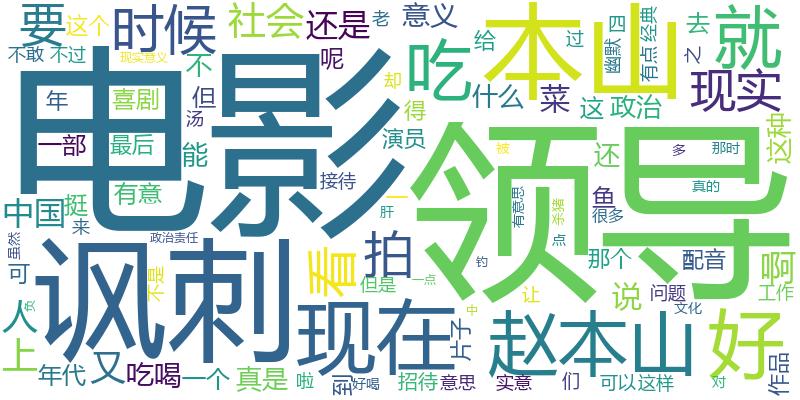 电影
领导
讽刺
本山
现在
赵本山
好
就
吃
现实
时候
要
社会
还是
意义
呢
老
这个
不敢
不过
现实意义
给
过
四
幽默
有点
经典
去
之
什么
菜
这
政治
这种
不
但
年
喜剧
汤
得
却
一部
最后
能
演员
还
被
多
那时
中国
挺
有意
接待
一
有意思
杀猪
鱼
很多
真的
来
肝
点
虽然
政治责任
看
拍
那个
配音
啊
可
不是
但是
一点
钓
说
问题
工作
人
负
让
文化
上
又
片子
中
年代
吃喝
一个
真是
啦
到
好喝
招待
意思
实意
们
可以
这样
对
作品